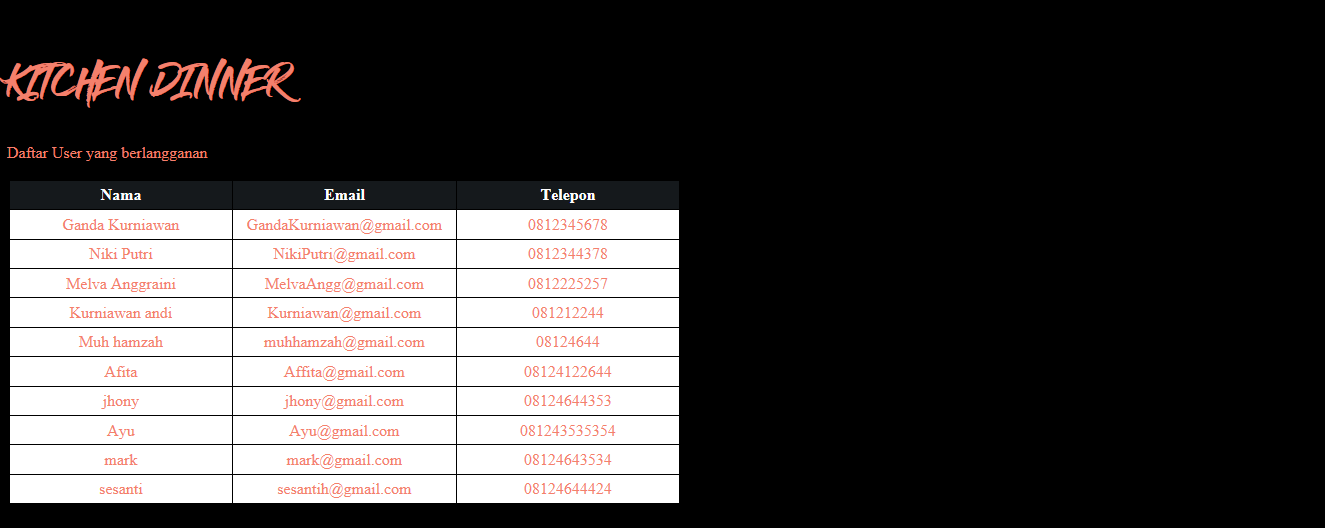 KITCHEN DINNER
Daftar User yang berlangganan
Nama Email Telepon
Ganda Kurniawan GandaKurniawan@gmail.com 0812345678
Niki Putri NikiPutri@gmail.com 0812344378
Melva Anggraini MelvaAngg@gmail.com 0812225257
Kurniawan andi Kurniawan@gmail.com 081212244
Muh hamzah muhhamzah@gmail.com 08124644
Afita Affita@gmail.com 08124122644
jhony jhony@gmail.com 08124644353
Ayu Ayu@gmail.com 081243535354
mark mark@gmail.com 08124643534
sesanti sesantih@gmail.com 08124644424